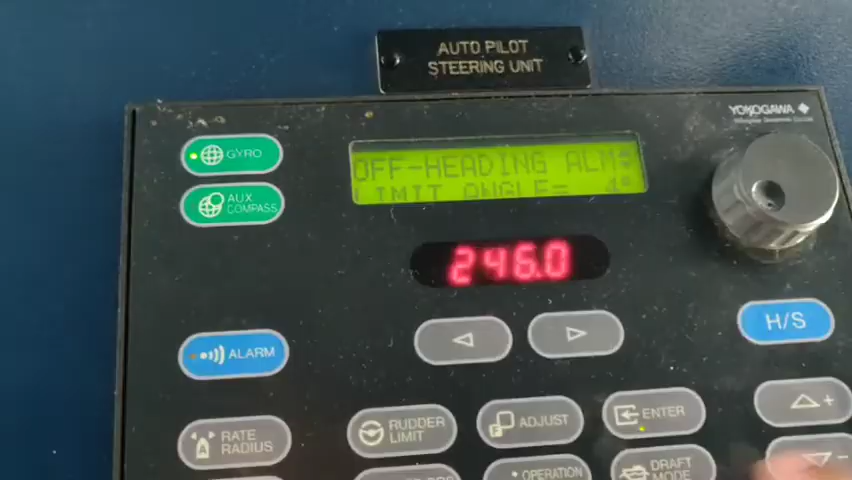 AUTO PILOT
STEERING UNIT
YOKOGAWA
GYRO
OFF-HEADING ALM:
LIMIT ANGLE= 4°
AUX
COMPASS
246.0
H/S
ALARM
RATE
RADIUS
RUDDER
LIMIT
ADJUST
ENTER
+
OPERATION
DRAFT
MODE
-